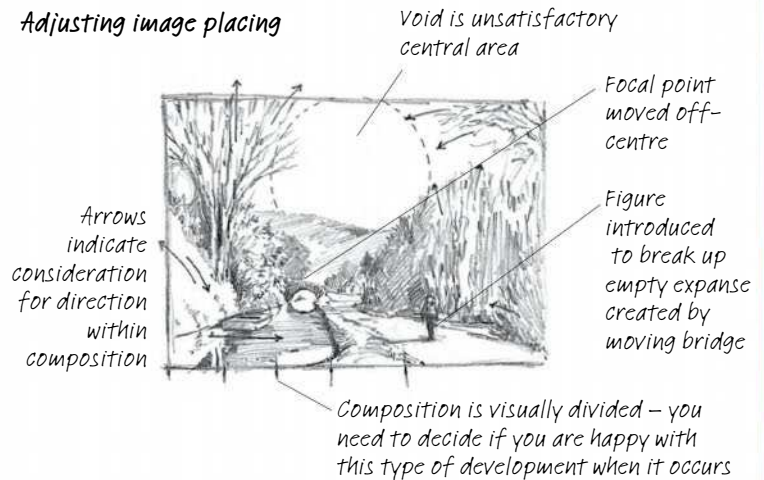 Adjusting image placing
Void is unsatisfactory
central area
Focal point
moved off–
centre
Arrows
indicate
consideration
for direction
within
composition
Figure
introduced
to break up
empty expanse
created by
moving bridge
Composition is visually divided – you
need to decide if you are happy with
this type of development when it occurs